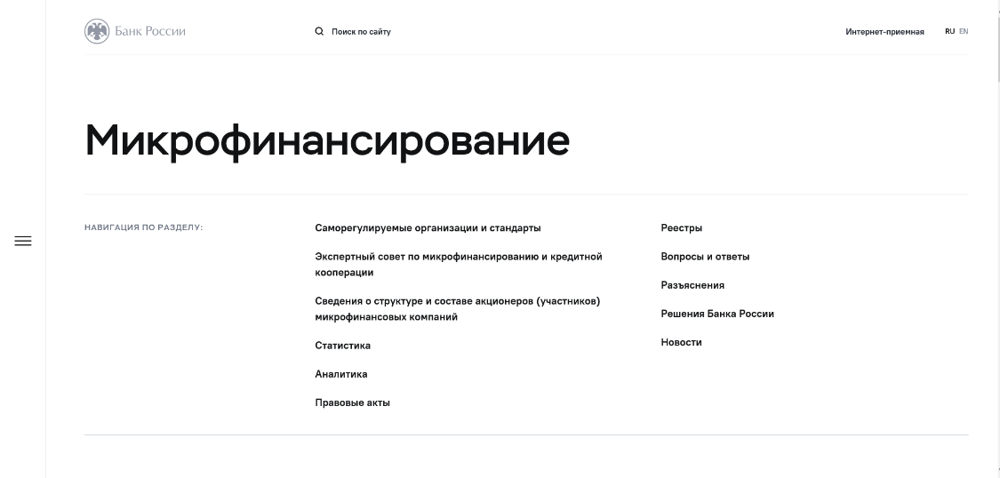 Банк России
Поиск по сайту
Интернет-приемная
RU EN
Микрофинансирование
НАВИГАЦИЯ ПО РАЗДЕЛУ:
Саморегулируемые организации и стандарты
Экспертный совет по микрофинансированию и кредитной
кооперации
Сведения о структуре и составе акционеров (участников)
микрофинансовых компаний
Статистика
Аналитика
Правовые акты
Реестры
Вопросы и ответы
Разъяснения
Решения Банка России
Новости